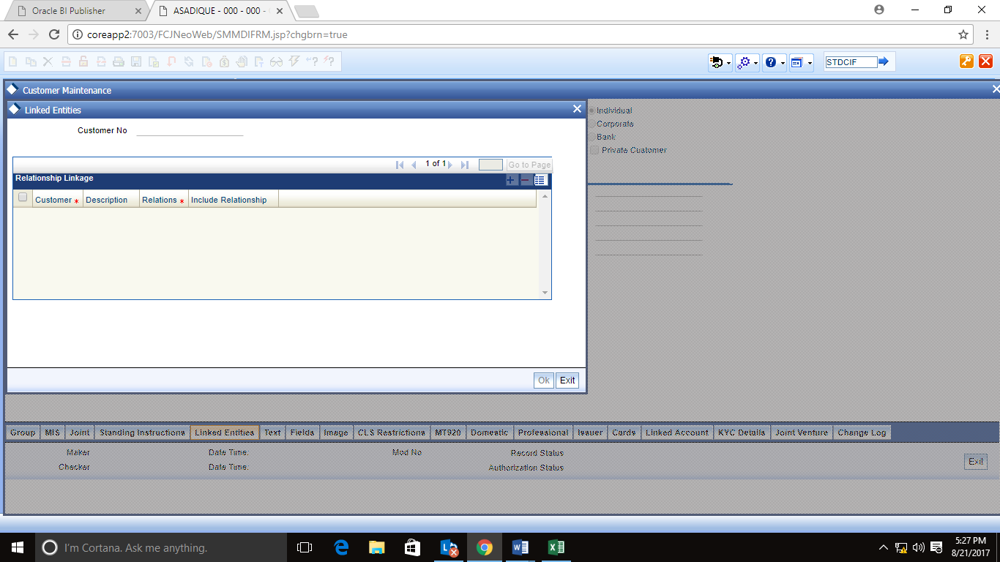 Oracle BI Publisher
ASADIQUE - 000 - 000 -
coreapp2:7003/FCJNeoWeb/SMMDIFRM.jsp?chgbrn=true
STDCIF
Customer Maintenance
Linked Entities
Individual
Corporate
Bank
Private Customer
Customer No
1 of 1
Go to Page
Relationship Linkage
Customer * Description Relations * Include Relationship
Ok Exit
Group MIS Joint Standing Instructions Linked Entities Text Fields Image CLS Restrictions MT920 Domestic Professional Issuer Cards Linked Account KYC Details Joint Venture Change Log
Maker Date Time: Mod No Record Status
Checker Date Time: Authorization Status
Exit
I'm Cortana. Ask me anything.
5:27 PM
8/21/2017